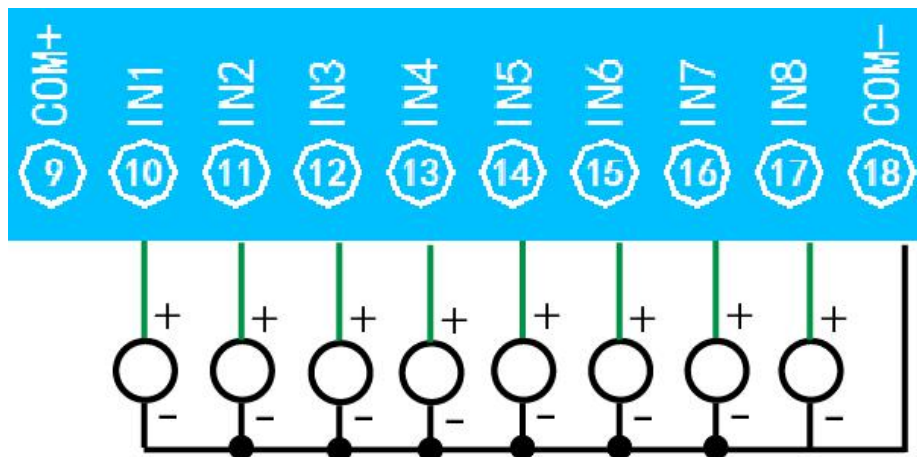 COM+ IN1 IN2 IN3 IN4 IN5 IN6 IN7 IN8 COM-
9 10 11 12 13 14 15 16 17 18
+ + + + + + + +
- - - - - - - -